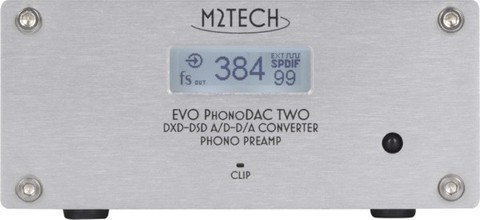 M2TECH
EXT
fs OUT 384 SPDIF
99
EVO PHONODAC TWO
DXD-DSD A/D-D/A CONVERTER
PHONO PREAMP
CLIP